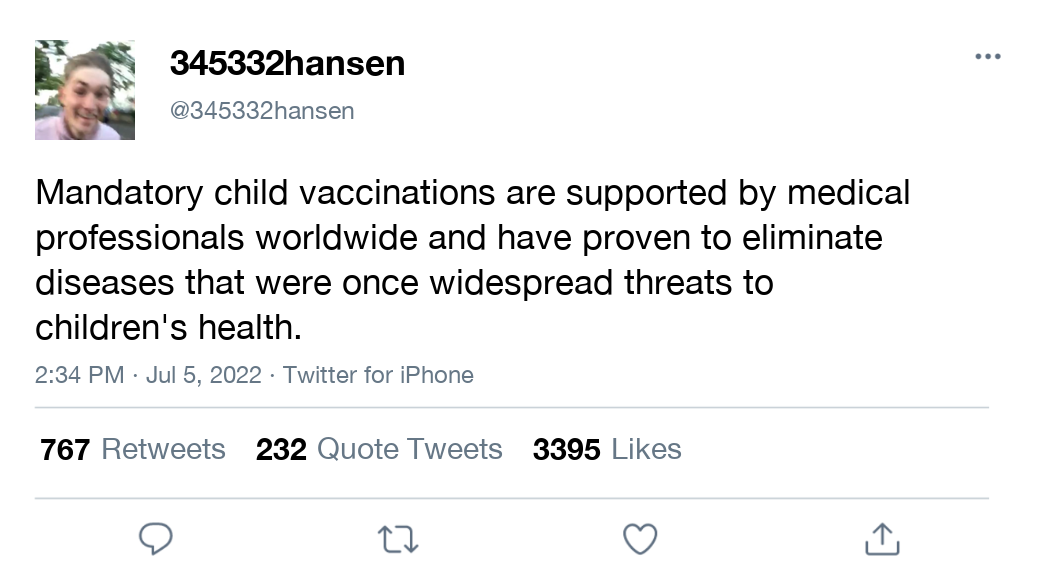 345332hansen
@345332hansen
Mandatory child vaccinations are supported by medical
professionals worldwide and have proven to eliminate
diseases that were once widespread threats to
children's health.
2:34 PM · Jul 5, 2022 · Twitter for iPhone
767 Retweets 232 Quote Tweets 3395 Likes